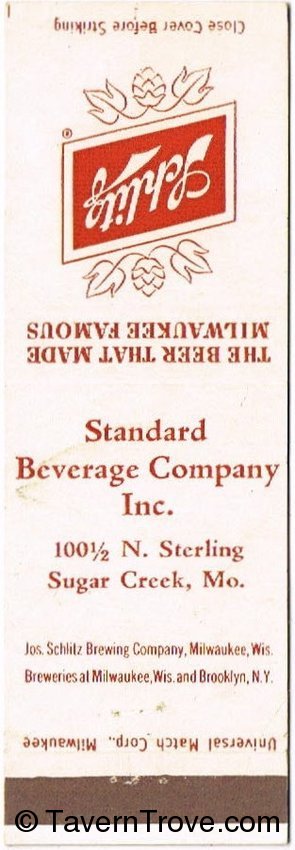 Close Cover Before Striking
Schlitz
®
THE BEER THAT MADE
MILWAUKEE FAMOUS
Standard
Beverage Company
Inc.
100½ N. Sterling
Sugar Creek, Mo.
Jos. Schlitz Brewing Company, Milwaukee, Wis.
Breweries at Milwaukee, Wis. and Brooklyn, N.Y.
Universal Match Corp., Milwaukee
© TavernTrove.com